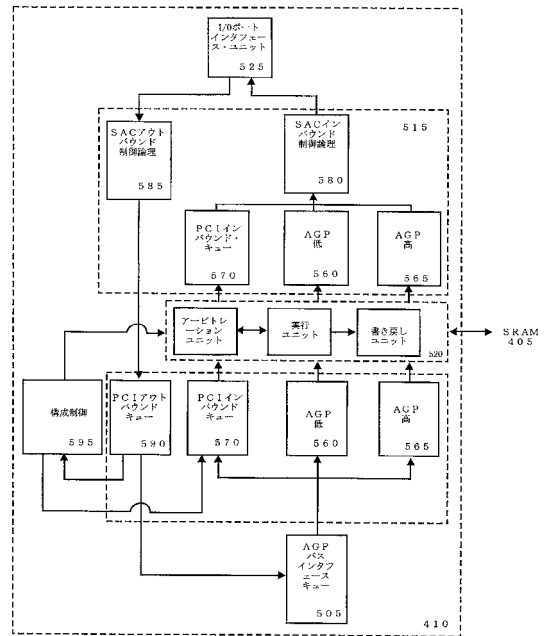 I/Oポート
インタフェー
ス・ユニット
525
SACアウト
バウンド
制御論理
585
SACイン
バウンド
制御論理
580
515
PCIイン
バウンド・
キュー
570
AGP
低
560
AGP
高
565
アービトレ
ーション
ユニット
実行
ユニット
書き戻し
ユニット
520
SRAM
405
構成制御
595
PCIアウト
バウンド
キュー
590
PCIイン
バウンド
キュー
570
AGP
低
560
AGP
高
565
AGP
バス
インタフ
ェース
キュー
505
410